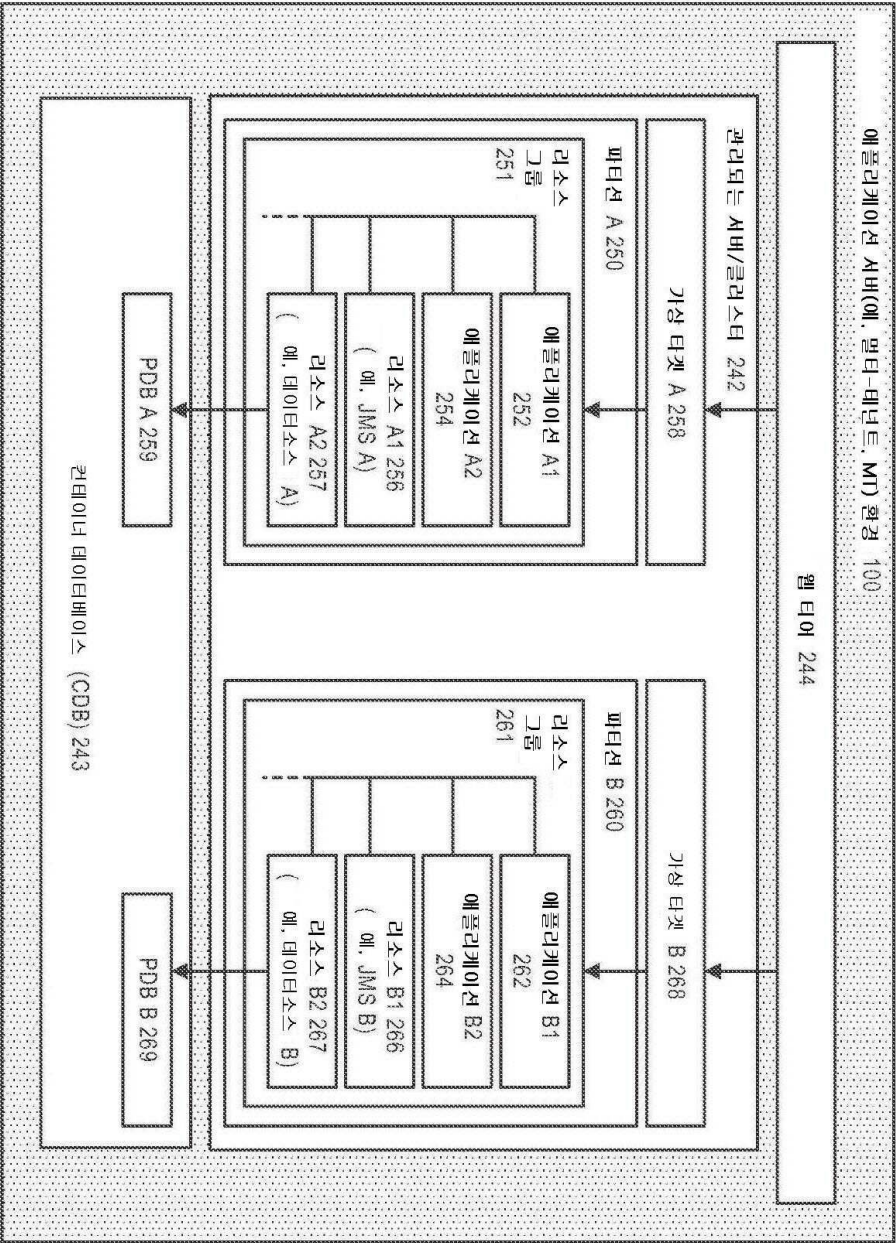 애플리케이션 서버(예, 멀티-테넌트, MT) 환경 100
웹 티어 244
관리되는 서버/클러스터 242
가상 타겟 A 258
파티션 A 250
리소스
그룹
251
애플리케이션 A1
252
애플리케이션 A2
254
리소스 A1 256
( 예, JMS A)
리소스 A2 257
( 예, 데이터소스 A)
가상 타겟 B 268
파티션 B 260
리소스
그룹
261
애플리케이션 B1
262
애플리케이션 B2
264
리소스 B1 266
( 예, JMS B)
리소스 B2 267
( 예, 데이터소스 B)
PDB A 259
PDB B 269
컨테이너 데이터베이스 (CDB) 243